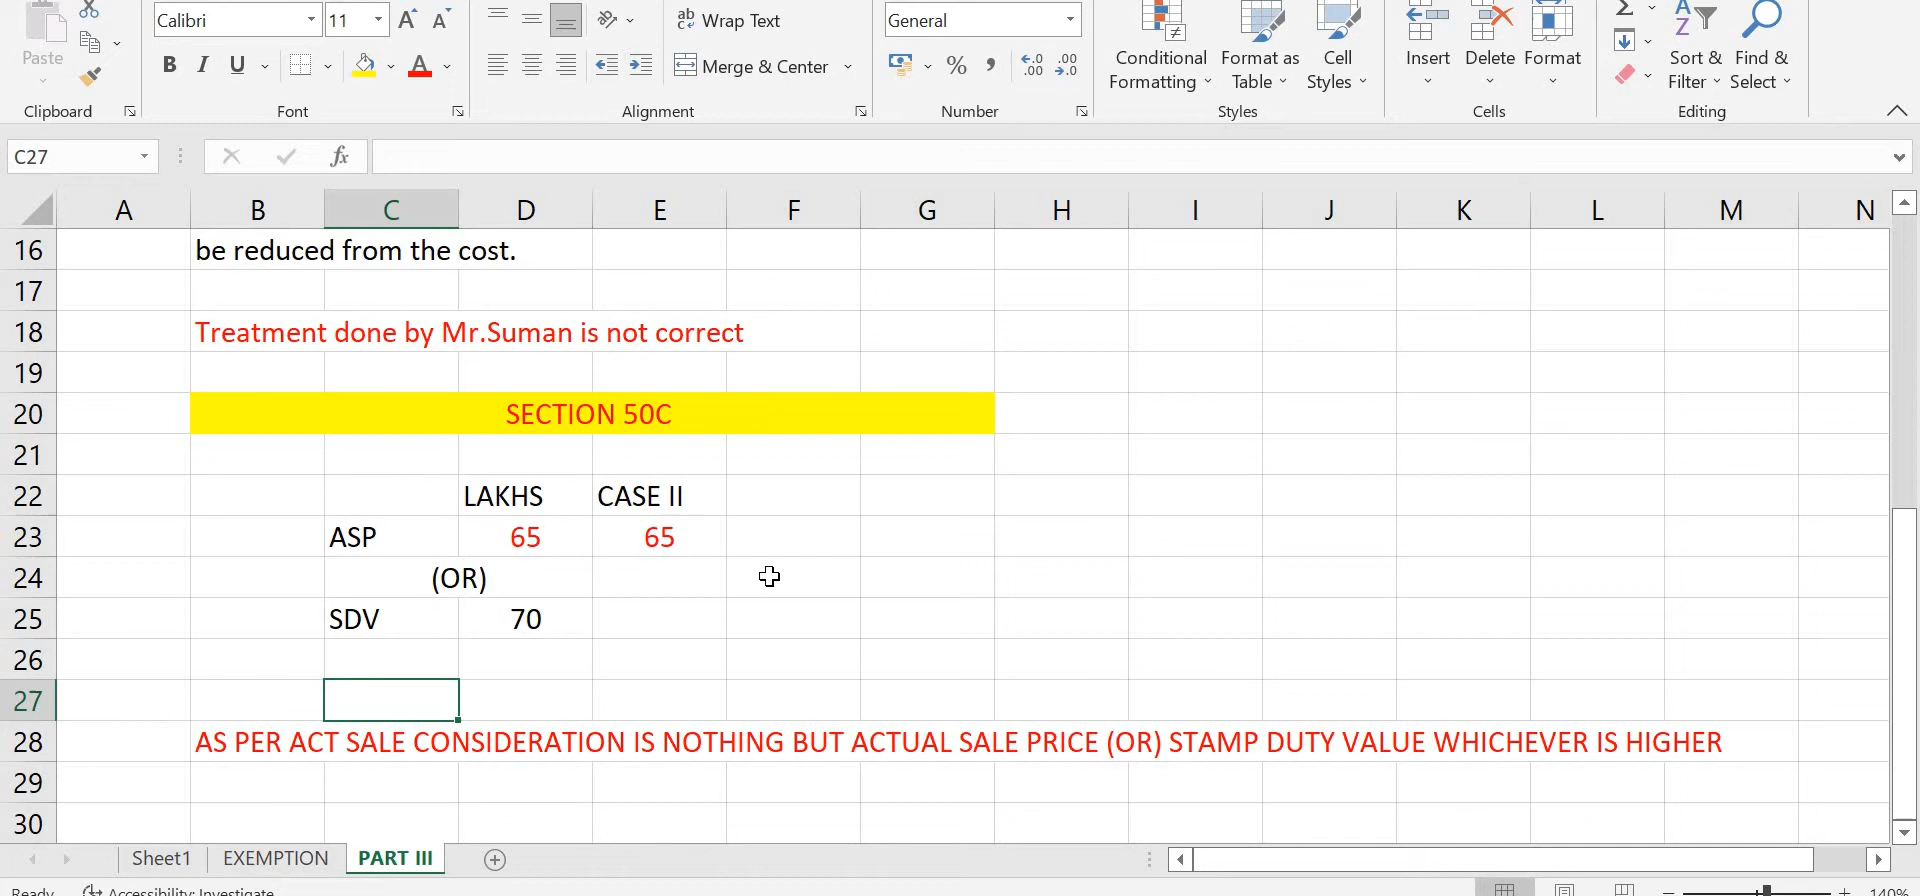 Calibri 11 Wrap Text General
Paste B I U Merge & Center % Conditional Formatting Format as Table Cell Styles Insert Delete Format Sort & Filter Find & Select
Clipboard Font Alignment Number Styles Cells Editing
C27 fx
A B C D E F G H I J K L M N
16 be reduced from the cost.
17
18 Treatment done by Mr.Suman is not correct
19
20 SECTION 50C
21
22 LAKHS CASE II
23 ASP 65 65
24 (OR)
25 SDV 70
26
27
28 AS PER ACT SALE CONSIDERATION IS NOTHING BUT ACTUAL SALE PRICE (OR) STAMP DUTY VALUE WHICHEVER IS HIGHER
29
30
Sheet1 EXEMPTION PART III
Ready Accessibility: Investigate 140%